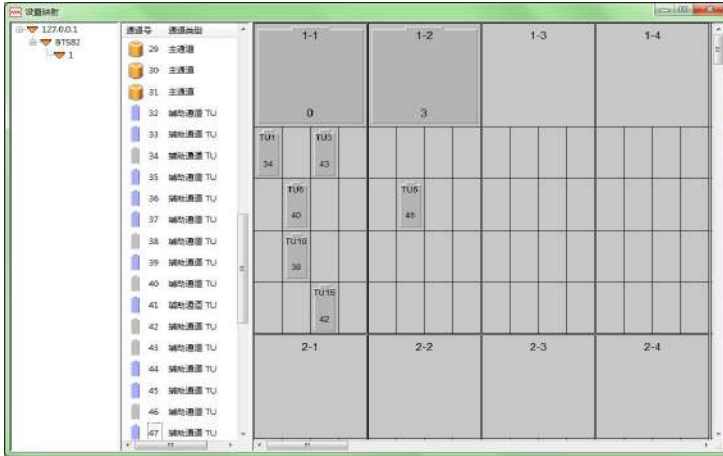 设置映射
127.0.0.1
BTS82
1
通道号 通道类型
29 主通道
30 主通道
31 主通道
32 辅助通道 TU
33 辅助通道 TU
34 辅助通道 TU
35 辅助通道 TU
36 辅助通道 TU
37 辅助通道 TU
38 辅助通道 TU
39 辅助通道 TU
40 辅助通道 TU
41 辅助通道 TU
42 辅助通道 TU
43 辅助通道 TU
44 辅助通道 TU
45 辅助通道 TU
46 辅助通道 TU
47 辅助通道 TU
1-1 1-2 1-3 1-4
0 3
TU1 TU3
34 43
TU6 TU6
40 46
TU10
38
TU15
42
2-1 2-2 2-3 2-4